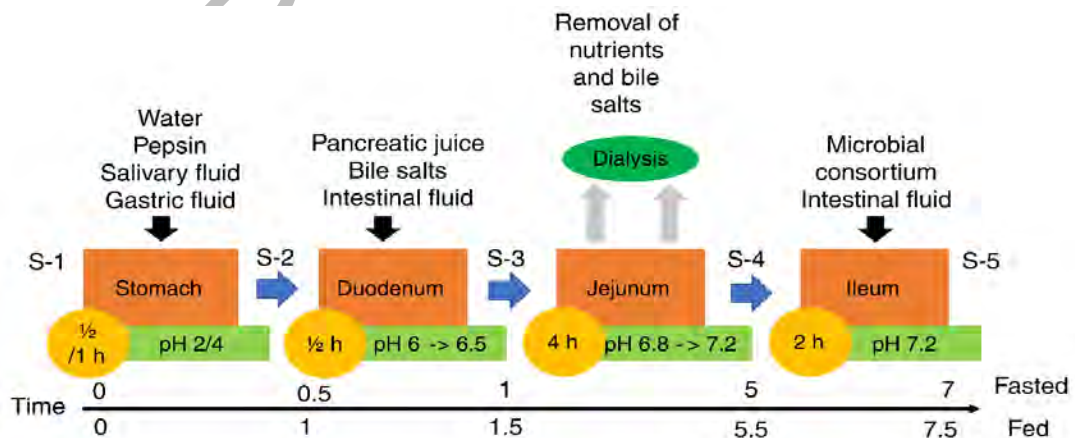 Removal of
nutrients
and bile
salts
Water
Pepsin
Salivary fluid
Gastric fluid
Pancreatic juice
Bile salts
Intestinal fluid
Dialysis
Microbial
consortium
Intestinal fluid
S-1
Stomach
S-2
Duodenum
S-3
Jejunum
S-4
Ileum
S-5
½
/1 h
pH 2/4
½ h
pH 6 -> 6.5
4 h
pH 6.8 -> 7.2
2 h
pH 7.2
0 0.5 1 5 7 Fasted
Time
0 1 1.5 5.5 7.5 Fed